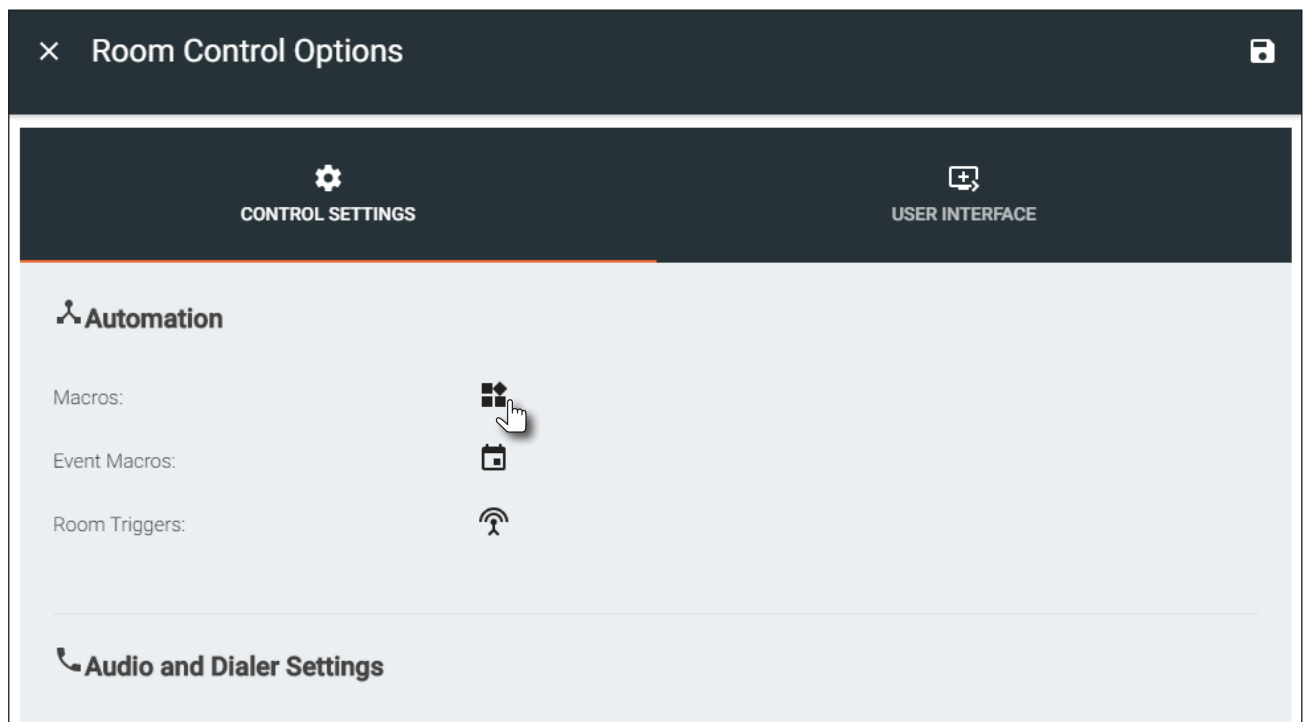 Room Control Options
CONTROL SETTINGS
USER INTERFACE
Automation
Macros:
Event Macros:
Room Triggers:
Audio and Dialer Settings